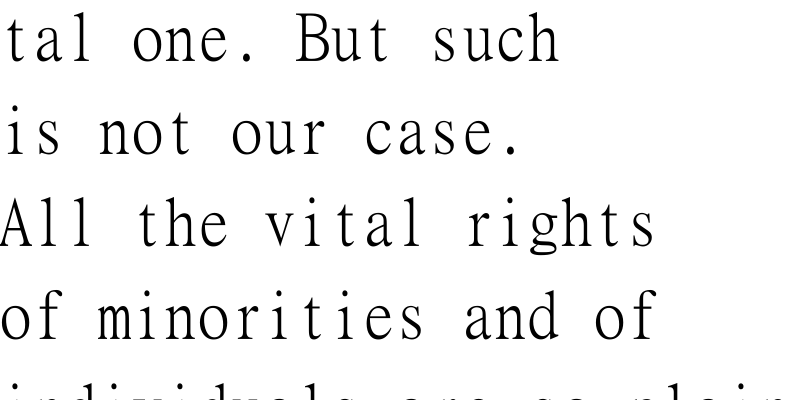 tal one. But such
is not our case.
All the vital rights
of minorities and of